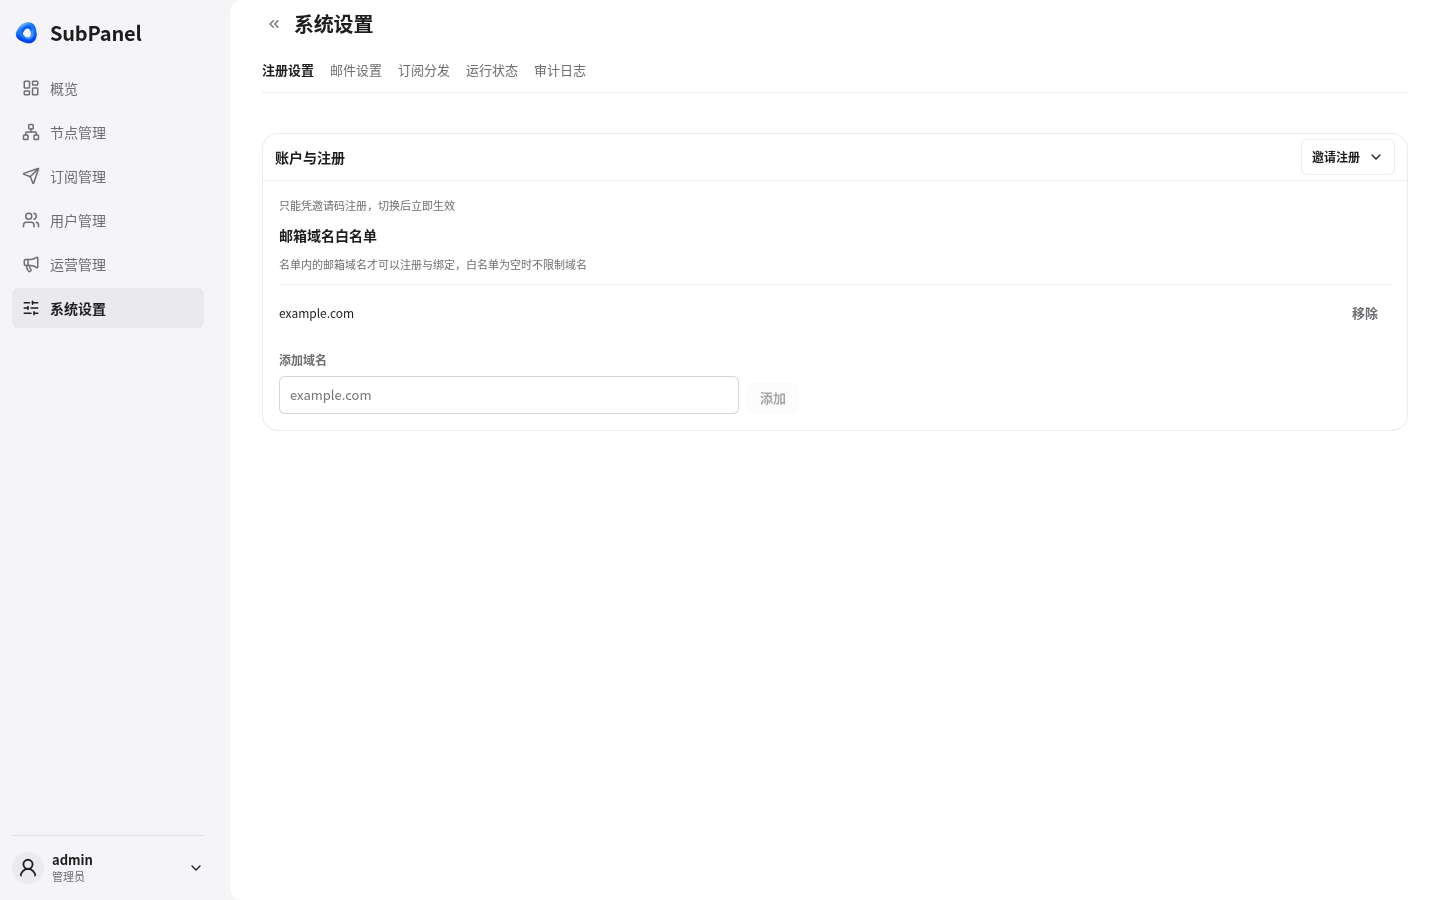 SubPanel
概览
节点管理
订阅管理
用户管理
运营管理
系统设置
admin
管理员
系统设置
注册设置 邮件设置 订阅分发 运行状态 审计日志
账户与注册 邀请注册
只能凭邀请码注册，切换后立即生效
邮箱域名白名单
名单内的邮箱域名才可以注册与绑定，白名单为空时不限制域名
example.com 移除
添加域名
example.com 添加